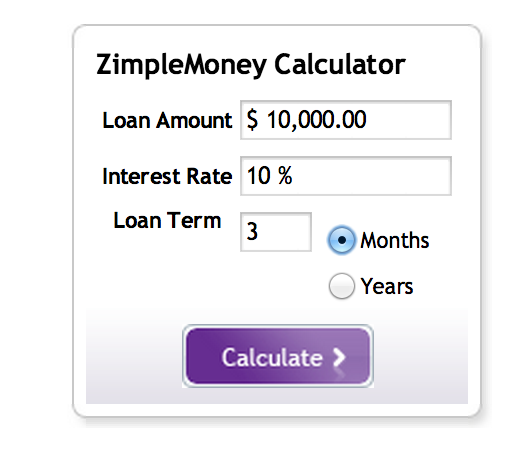 ZimpleMoney Calculator
Loan Amount $ 10,000.00
Interest Rate 10 %
Loan Term 3 Months
Years
Calculate